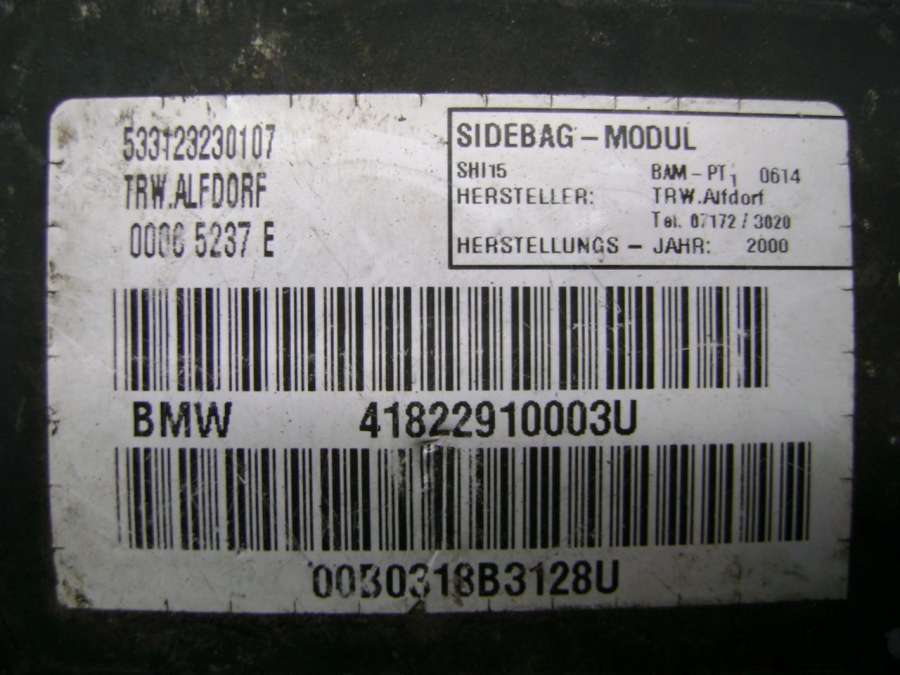 533123230107
TRW.ALFDORF
5237 E
SIDEBAG-MODUL
SHI15 BAM-PT1 0614
HERSTELLER: TRW.Alfdorf
Tel. 07172/3020
HERSTELLUNGS-JAHR: 2000
BMW 41822910003U
00B0318B3128U